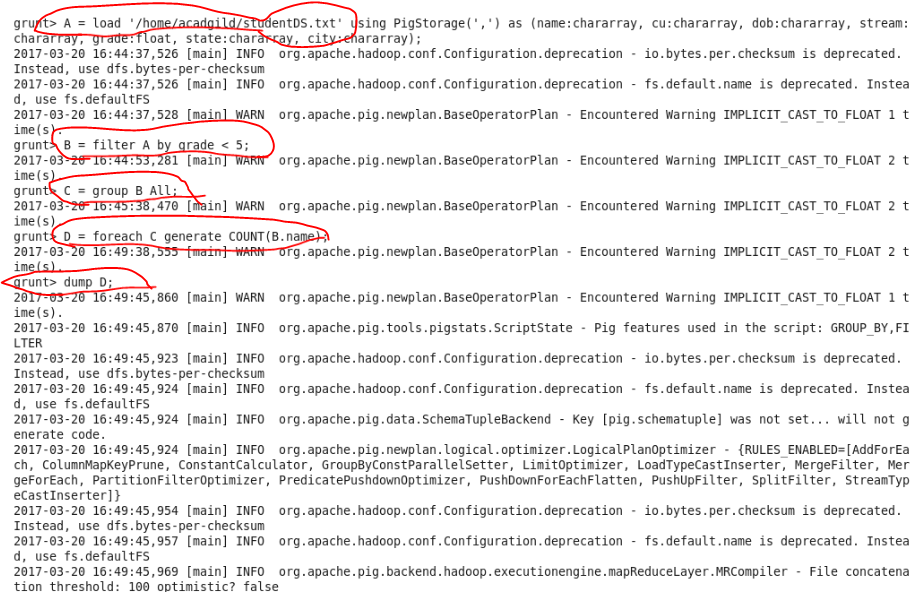 grunt> A = load '/home/acadgild/studentDS.txt' using PigStorage(',') as (name:chararray, cu:chararray, dob:chararray, stream:
chararray, grade:float, state:chararray, city:chararray);
2017-03-20 16:44:37,526 [main] INFO  org.apache.hadoop.conf.Configuration.deprecation - io.bytes.per.checksum is deprecated.
Instead, use dfs.bytes-per-checksum
2017-03-20 16:44:37,526 [main] INFO  org.apache.hadoop.conf.Configuration.deprecation - fs.default.name is deprecated. Instea
d, use fs.defaultFS
2017-03-20 16:44:37,528 [main] WARN  org.apache.pig.newplan.BaseOperatorPlan - Encountered Warning IMPLICIT_CAST_TO_FLOAT 1 t
ime(s).
grunt> B = filter A by grade < 5;
2017-03-20 16:44:53,281 [main] WARN  org.apache.pig.newplan.BaseOperatorPlan - Encountered Warning IMPLICIT_CAST_TO_FLOAT 2 t
ime(s).
grunt> C = group B All;
2017-03-20 16:45:38,470 [main] WARN  org.apache.pig.newplan.BaseOperatorPlan - Encountered Warning IMPLICIT_CAST_TO_FLOAT 2 t
ime(s).
grunt> D = foreach C generate COUNT(B.name);
2017-03-20 16:49:38,555 [main] WARN  org.apache.pig.newplan.BaseOperatorPlan - Encountered Warning IMPLICIT_CAST_TO_FLOAT 2 t
ime(s).
grunt> dump D;
2017-03-20 16:49:45,860 [main] WARN  org.apache.pig.newplan.BaseOperatorPlan - Encountered Warning IMPLICIT_CAST_TO_FLOAT 1 t
ime(s).
2017-03-20 16:49:45,870 [main] INFO  org.apache.pig.tools.pigstats.ScriptState - Pig features used in the script: GROUP_BY,FI
LTER
2017-03-20 16:49:45,923 [main] INFO  org.apache.hadoop.conf.Configuration.deprecation - io.bytes.per.checksum is deprecated.
Instead, use dfs.bytes-per-checksum
2017-03-20 16:49:45,924 [main] INFO  org.apache.hadoop.conf.Configuration.deprecation - fs.default.name is deprecated. Instea
d, use fs.defaultFS
2017-03-20 16:49:45,924 [main] INFO  org.apache.pig.data.SchemaTupleBackend - Key [pig.schematuple] was not set... will not g
enerate code.
2017-03-20 16:49:45,924 [main] INFO  org.apache.pig.newplan.logical.optimizer.LogicalPlanOptimizer - {RULES_ENABLED=[AddForEa
ch, ColumnMapKeyPrune, ConstantCalculator, GroupByConstParallelSetter, LimitOptimizer, LoadTypeCastInserter, MergeFilter, Mer
geForEach, PartitionFilterOptimizer, PredicatePushdownOptimizer, PushDownForEachFlatten, PushUpFilter, SplitFilter, StreamTyp
eCastInserter]}
2017-03-20 16:49:45,954 [main] INFO  org.apache.hadoop.conf.Configuration.deprecation - io.bytes.per.checksum is deprecated.
Instead, use dfs.bytes-per-checksum
2017-03-20 16:49:45,957 [main] INFO  org.apache.hadoop.conf.Configuration.deprecation - fs.default.name is deprecated. Instea
d, use fs.defaultFS
2017-03-20 16:49:45,969 [main] INFO  org.apache.pig.backend.hadoop.executionengine.mapReduceLayer.MRCompiler - File concatena
tion threshold: 100 optimistic? false